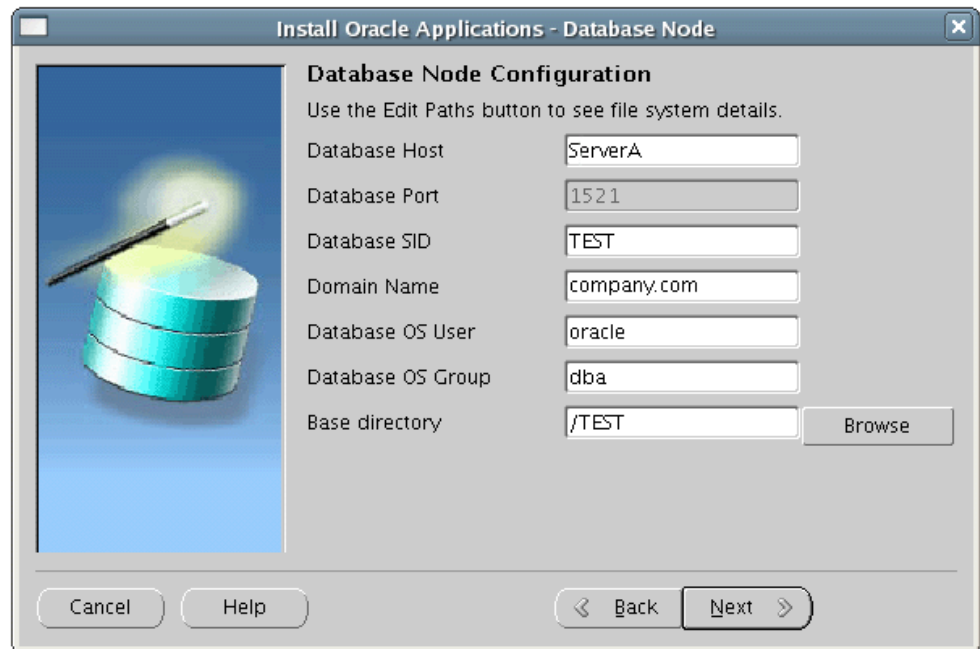 Install Oracle Applications - Database Node
Database Node Configuration
Use the Edit Paths button to see file system details.
Database Host ServerA
Database Port 1521
Database SID TEST
Domain Name company.com
Database OS User oracle
Database OS Group dba
Base directory /TEST Browse
Cancel Help Back Next